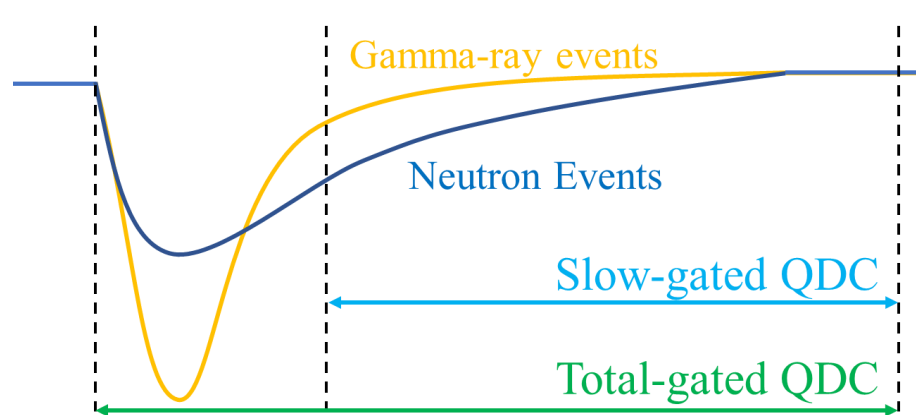 Gamma-ray events
Neutron Events
Slow-gated QDC
Total-gated QDC